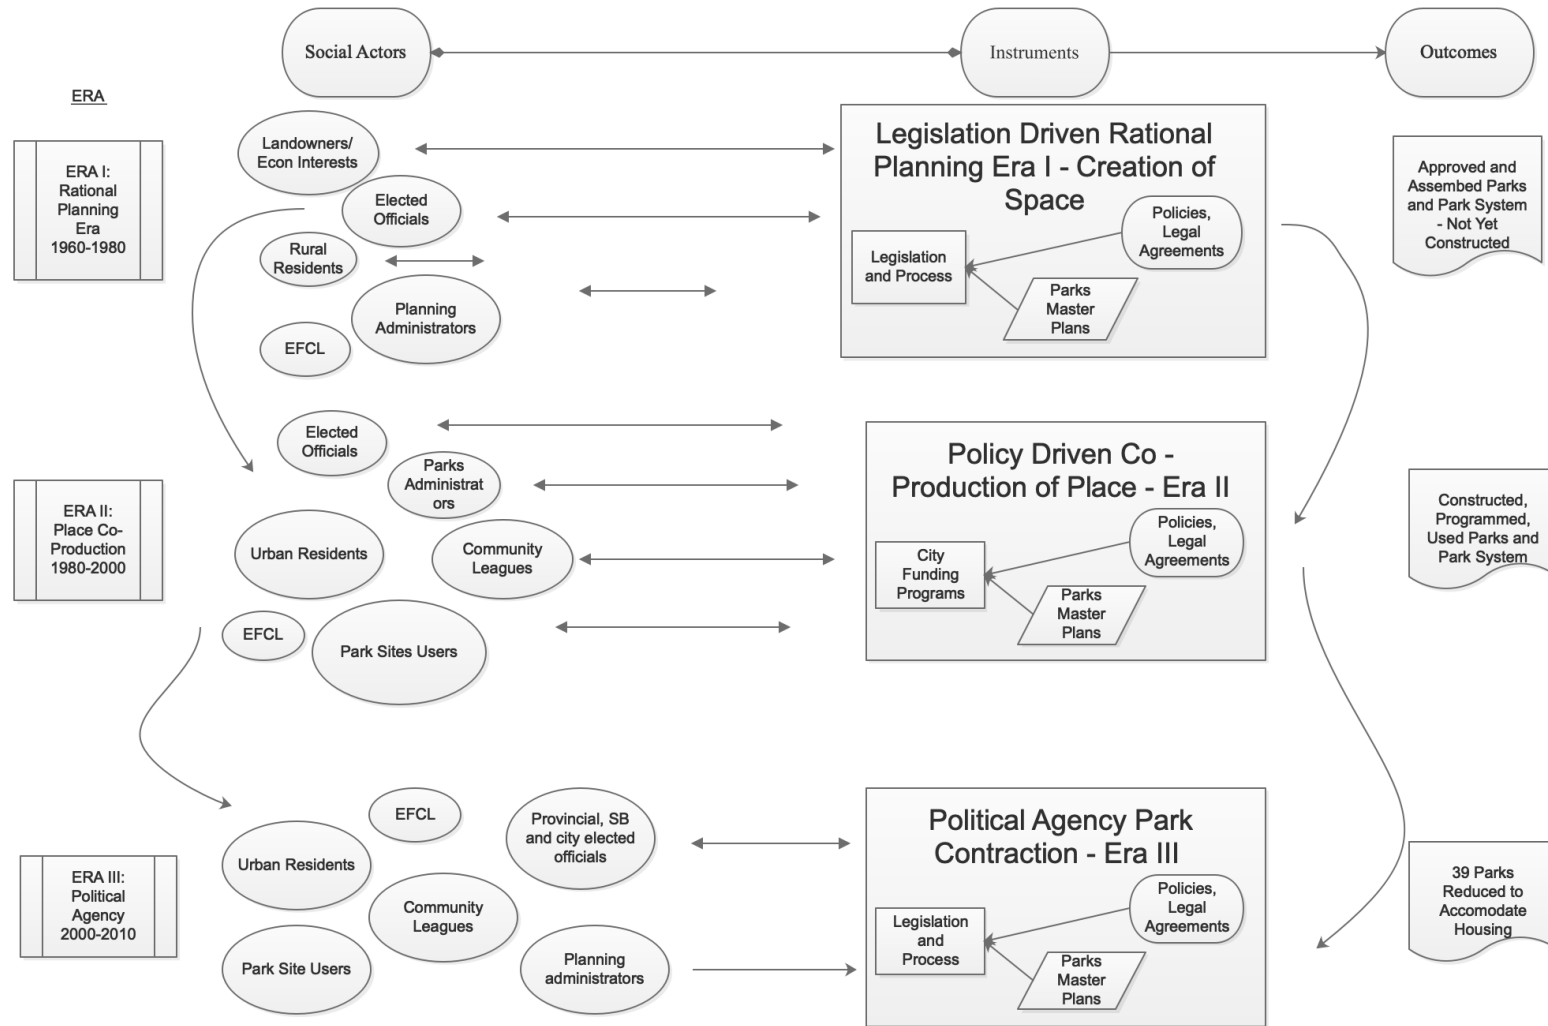 Social Actors
Instruments
Outcomes
ERA
ERA I:
Rational
Planning
Era
1960-1980
Landowners/
Econ Interests
Elected
Officials
Rural
Residents
Planning
Administrators
EFCL
Legislation Driven Rational
Planning Era I - Creation of
Space
Policies,
Legal
Agreements
Legislation
and Process
Parks
Master
Plans
Approved and
Assembed Parks
and Park System
- Not Yet
Constructed
ERA II:
Place Co-
Production
1980-2000
Elected
Officials
Parks
Administrat
ors
Urban Residents
Community
Leagues
EFCL
Park Sites Users
Policy Driven Co -
Production of Place - Era II
Policies,
Legal
Agreements
City
Funding
Programs
Parks
Master
Plans
Constructed,
Programmed,
Used Parks and
Park System
ERA III:
Political
Agency
2000-2010
EFCL
Provincial, SB
and city elected
officials
Urban Residents
Community
Leagues
Park Site Users
Planning
administrators
Political Agency Park
Contraction - Era III
Policies,
Legal
Agreements
Legislation
and
Process
Parks
Master
Plans
39 Parks
Reduced to
Accomodate
Housing